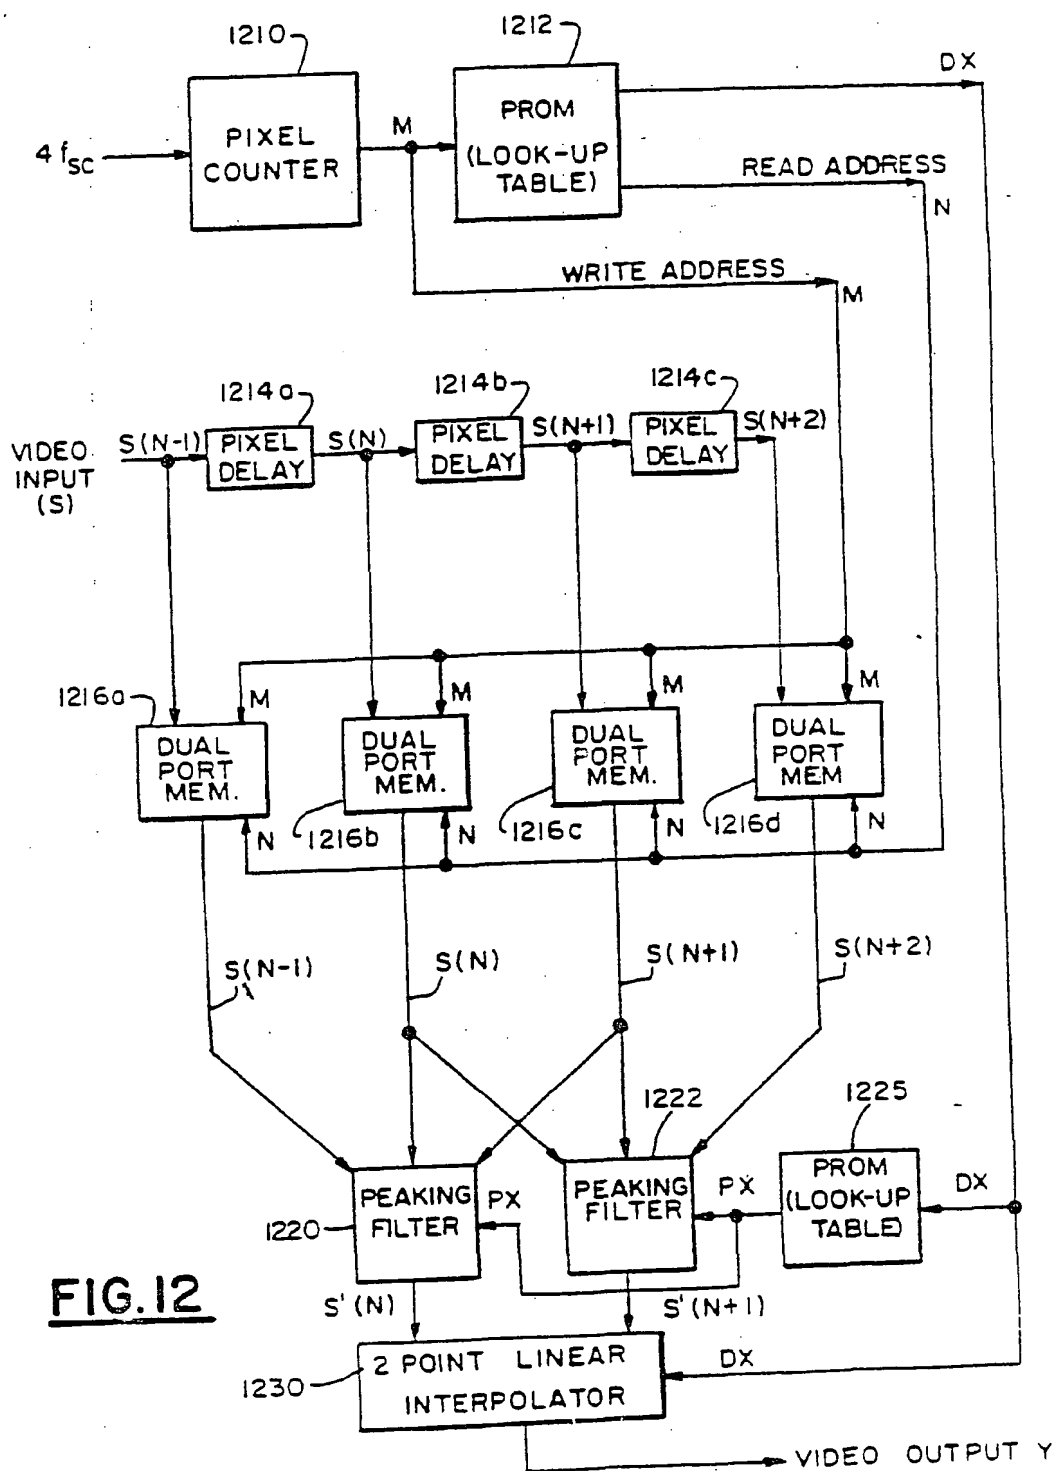 1210
1212
DX
4 fsc
PIXEL
COUNTER
M
PROM
(LOOK-UP
TABLE)
READ ADDRESS
N
WRITE ADDRESS
M
1214a
1214b
1214c
VIDEO
INPUT
(S)
S(N-1)
PIXEL
DELAY
S(N)
PIXEL
DELAY
S(N+1)
PIXEL
DELAY
S(N+2)
1216a
M
M
M
M
DUAL
PORT
MEM.
DUAL
PORT
MEM.
DUAL
PORT
MEM.
DUAL
PORT
MEM
N
1216b
N
1216c
N
1216d
N
S(N-1)
S(N)
S(N+1)
S(N+2)
1222
1225
PEAKING
FILTER
PX
1220
PEAKING
FILTER
PX
PROM
(LOOK-UP
TABLE)
DX
FIG.12
S'(N)
S'(N+1)
1230
2 POINT LINEAR
INTERPOLATOR
DX
VIDEO OUTPUT Y